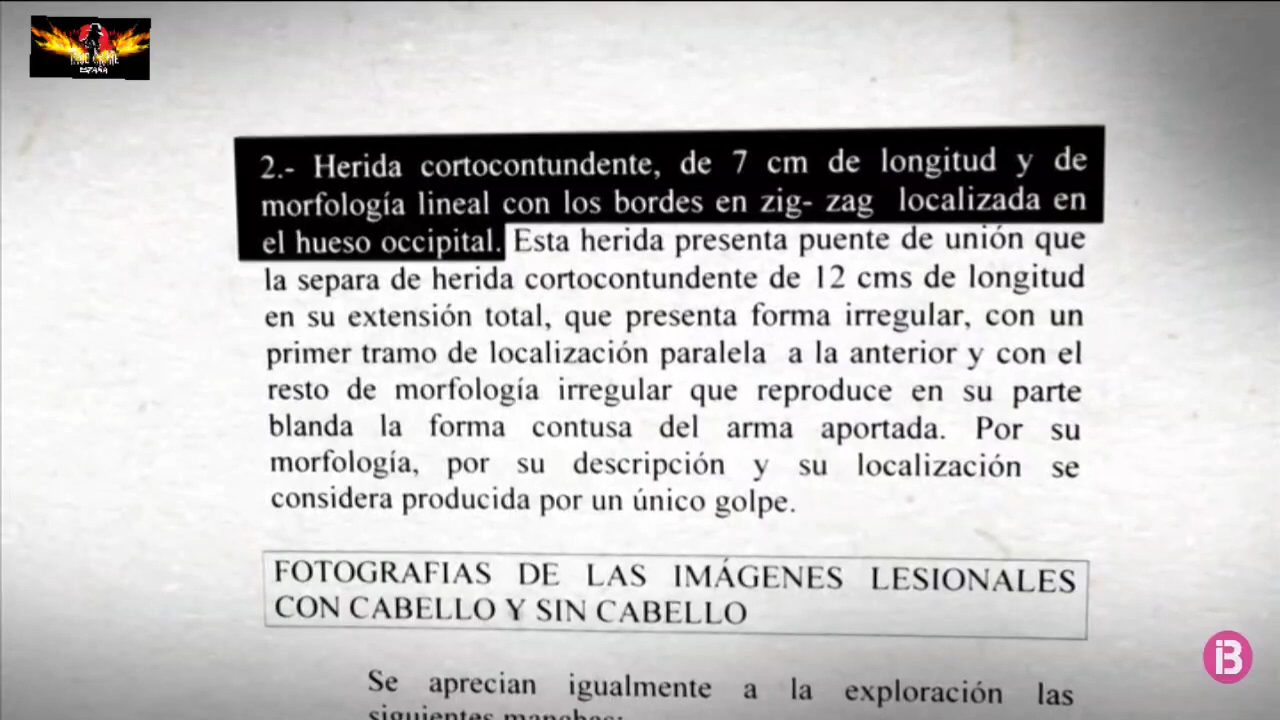 ESPAÑA
2.- Herida cortocontundente, de 7 cm de longitud y de
morfología lineal con los bordes en zig- zag localizada en
el hueso occipital. Esta herida presenta puente de unión que
la separa de herida cortocontundente de 12 cms de longitud
en su extensión total, que presenta forma irregular, con un
primer tramo de localización paralela a la anterior y con el
resto de morfología irregular que reproduce en su parte
blanda la forma contusa del arma aportada. Por su
morfología, por su descripción y su localización se
considera producida por un único golpe.
FOTOGRAFIAS DE LAS IMÁGENES LESIONALES
CON CABELLO Y SIN CABELLO
Se aprecian igualmente a la exploración las
siguientes manchas:
IB